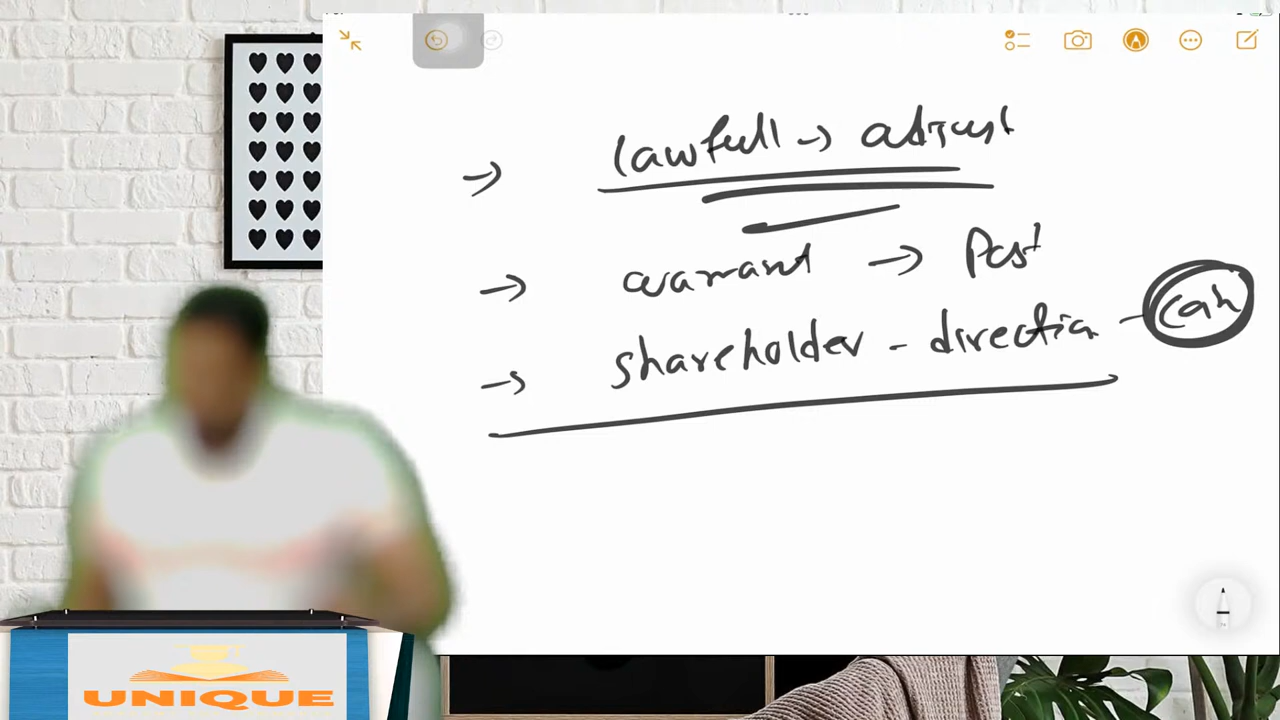 → lawfull → adjust
→ warrant → Post
→ shareholder - direction - cah
UNIQUE